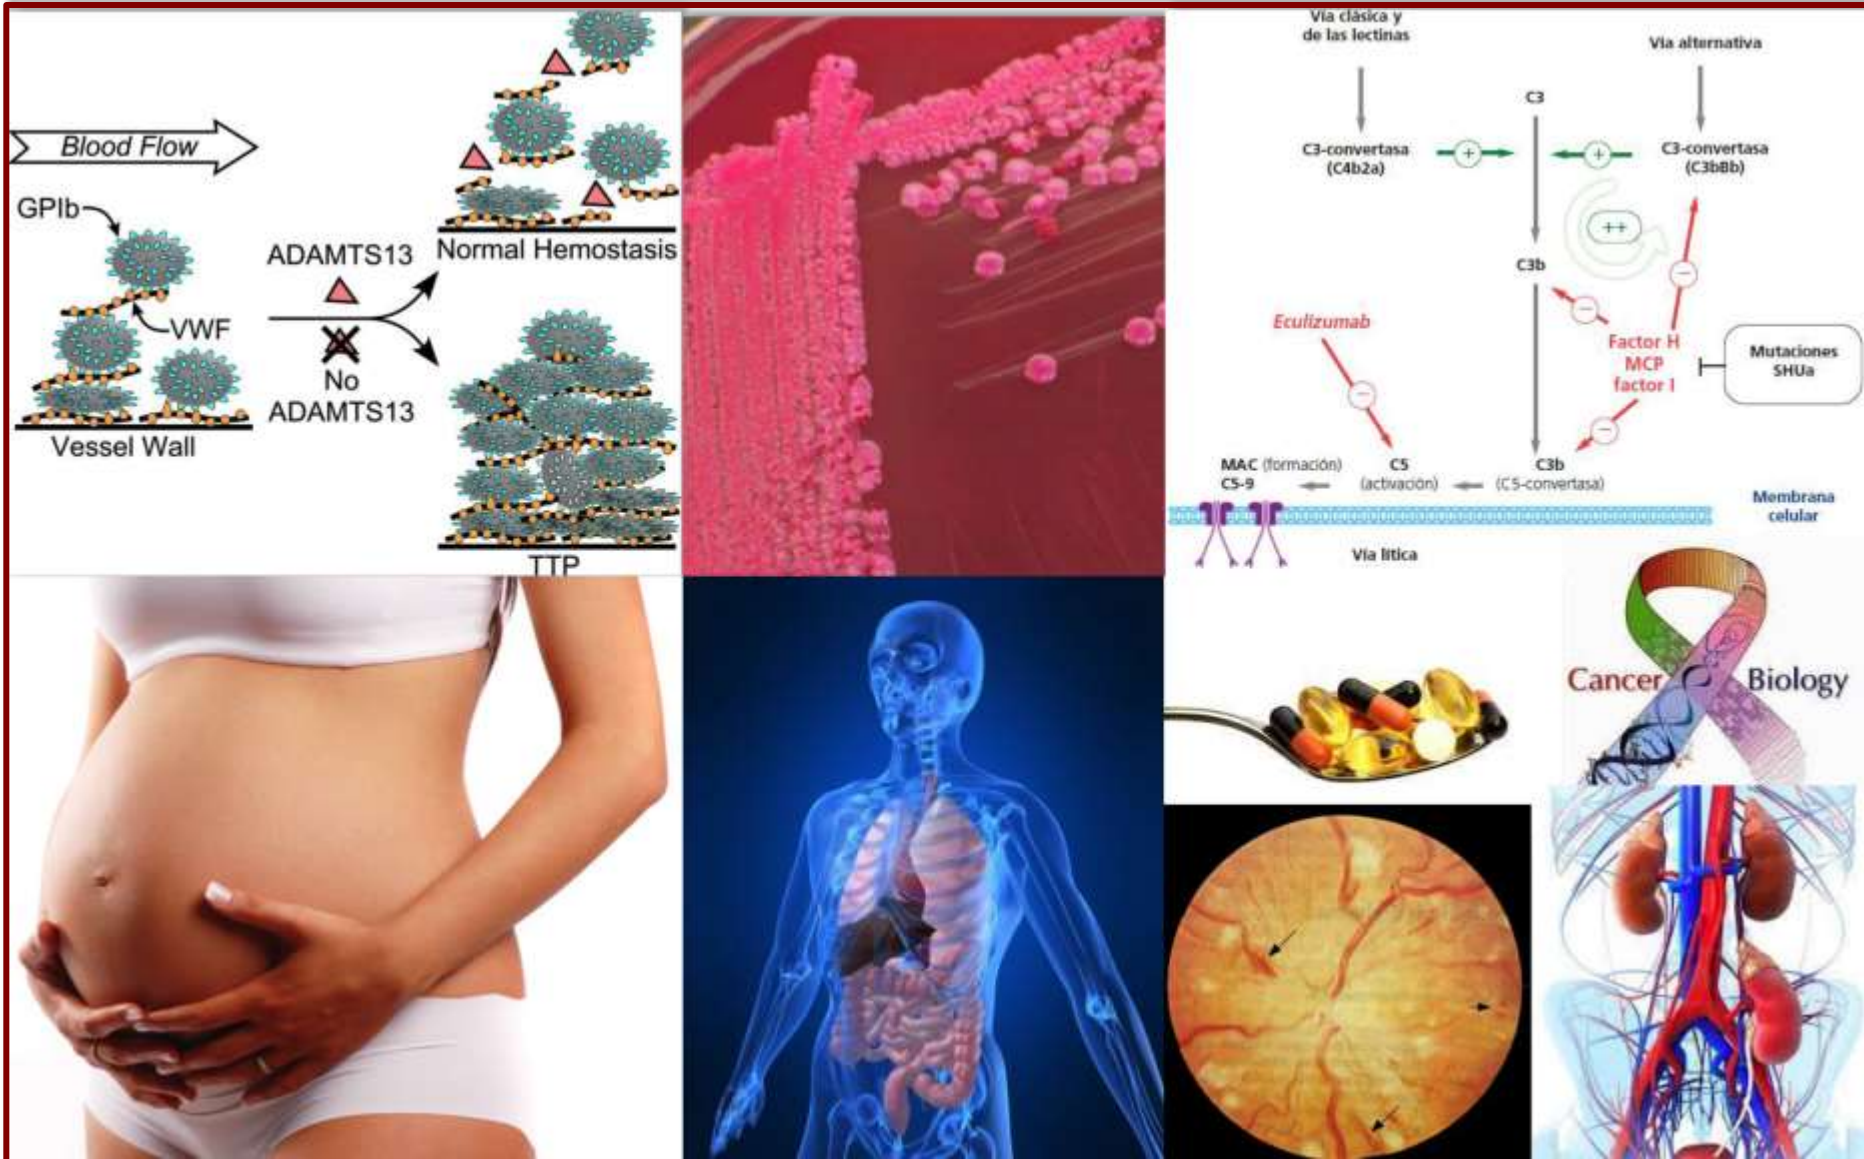 Blood Flow
GPIb
VWF
Vessel Wall
ADAMTS13
No
ADAMTS13
Normal Hemostasis
TTP
Vía clásica y
de las lectinas
Vía alternativa
C3
C3-convertasa
(C4b2a)
+
+
C3-convertasa
(C3bBb)
++
C3b
−
−
Eculizumab
Factor H
MCP
factor I
Mutaciones
SHUa
−
−
MAC (formación)
C5-9
C5
(activación)
C3b
(C5-convertasa)
Membrana
celular
Vía lítica
Cancer Biology